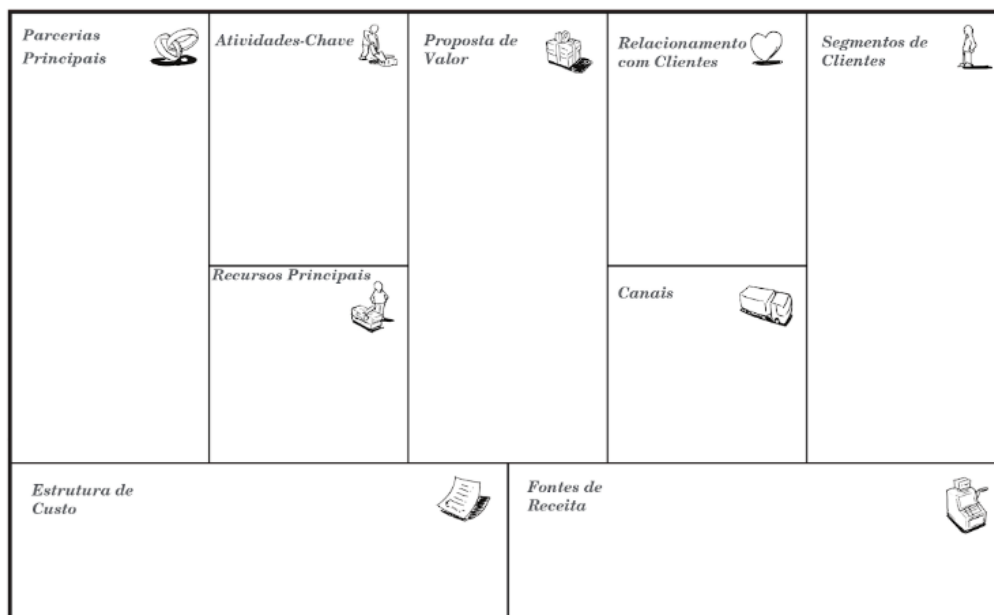 Parcerias
Principais
Atividades-Chave
Proposta de
Valor
Relacionamento
com Clientes
Segmentos de
Clientes
Recursos Principais
Canais
Estrutura de
Custo
Fontes de
Receita